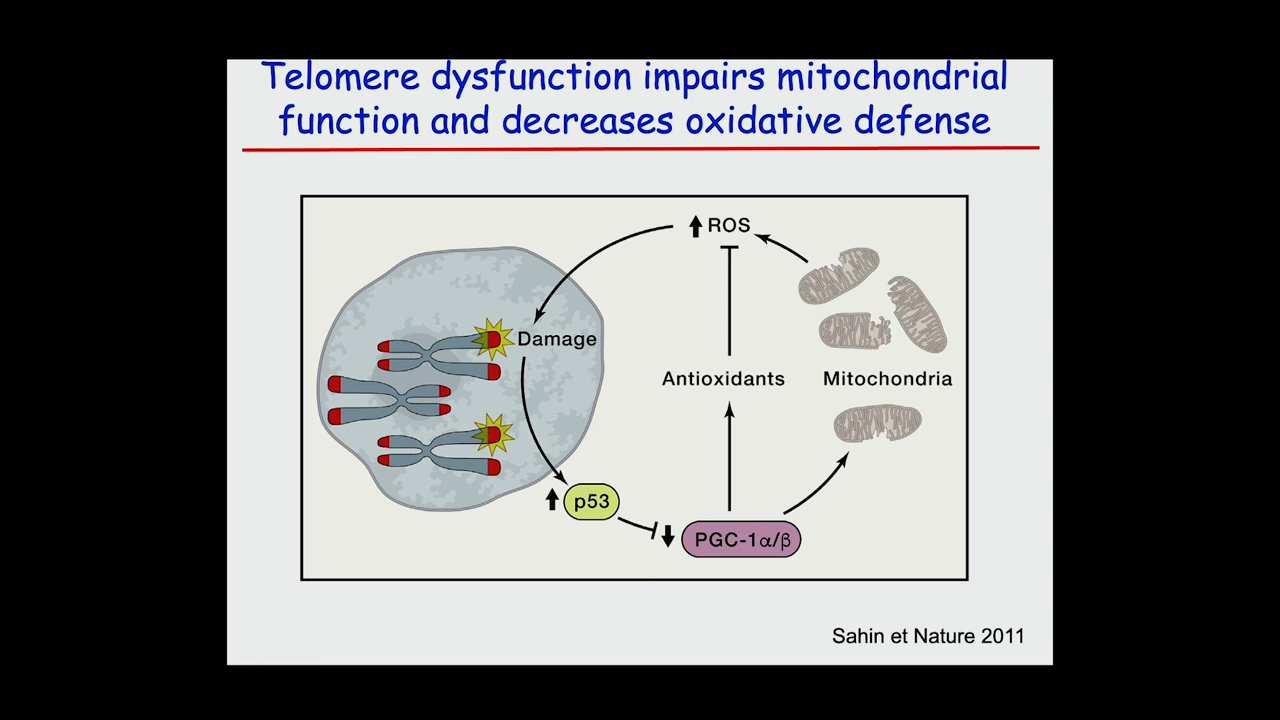 Telomere dysfunction impairs mitochondrial
function and decreases oxidative defense
ROS
Damage
Antioxidants
Mitochondria
p53
PGC-1α/β
Sahin et Nature 2011